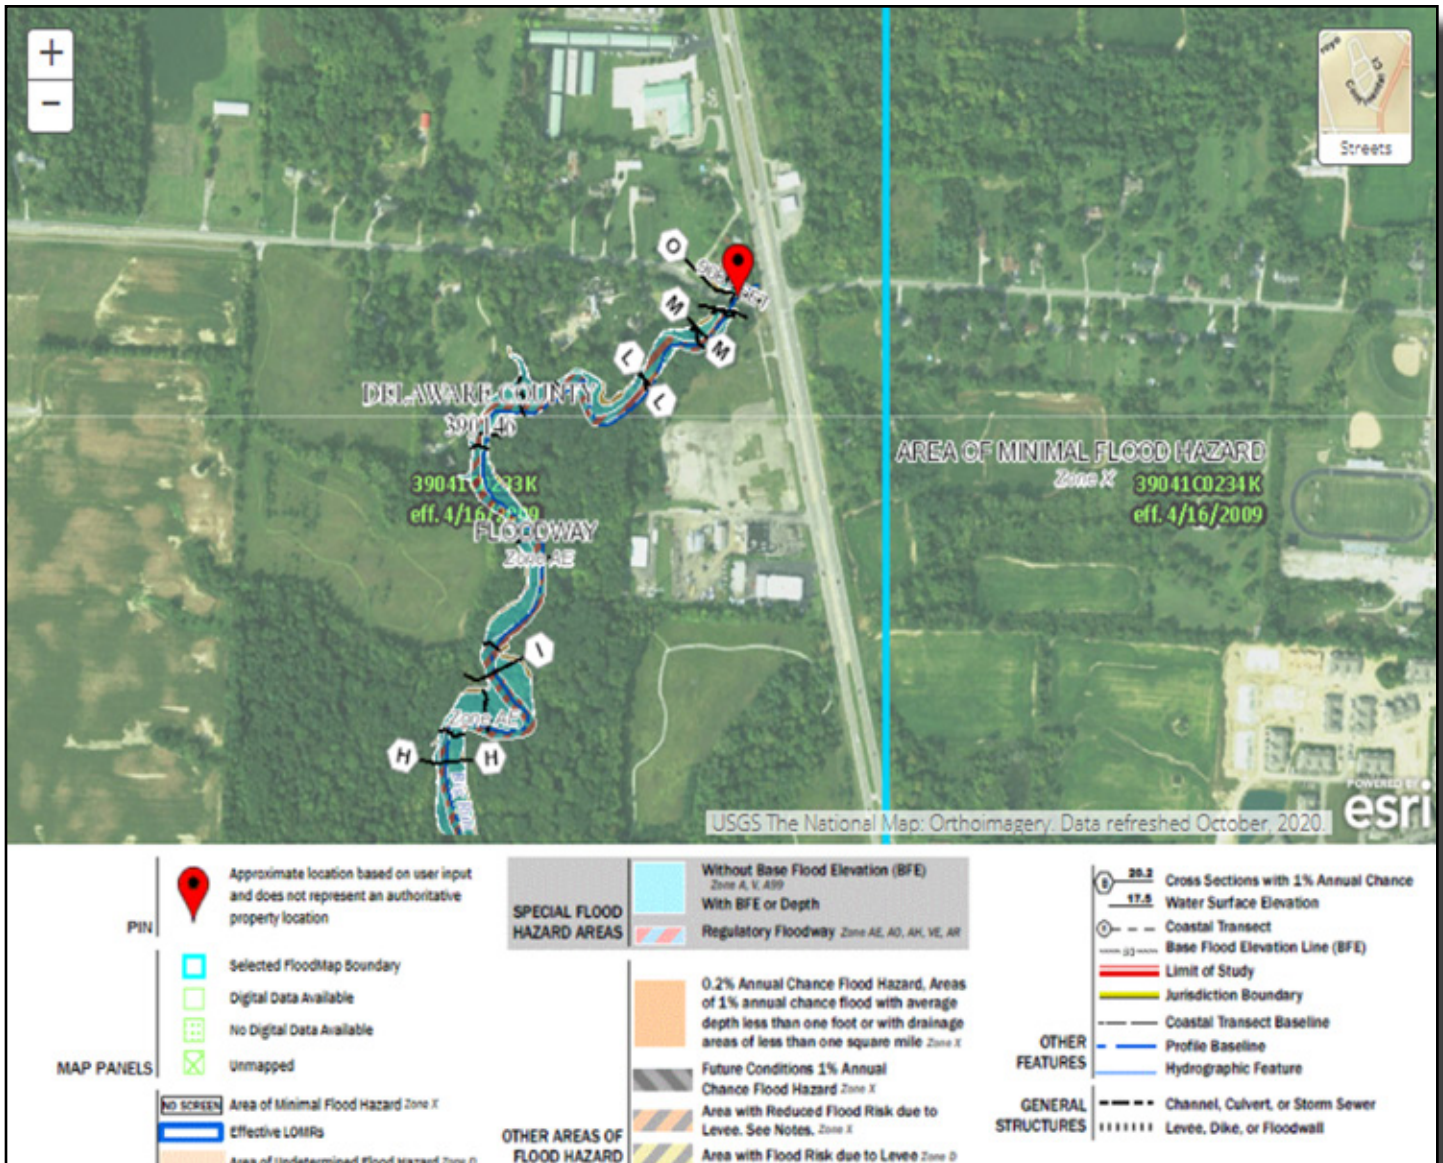 +
−
Streets
O
M
M
L
L
DELAWARE COUNTY
390146
AREA OF MINIMAL FLOOD HAZARD
Zone X
39041C0234K
eff. 4/16/2009
39041C0233K
eff. 4/16/2009
FLOODWAY
Zone AE
I
Zone AE
H
H
POWERED BY
esri
USGS The National Map: Orthoimagery. Data refreshed October, 2020.
PIN
Approximate location based on user input
and does not represent an authoritative
property location
MAP PANELS
Selected FloodMap Boundary
Digital Data Available
No Digital Data Available
Unmapped
NO SCREEN Area of Minimal Flood Hazard Zone X
Effective LOMRs
Area of Undetermined Flood Hazard Zone D
SPECIAL FLOOD
HAZARD AREAS
Without Base Flood Elevation (BFE)
Zone A, V, A99
With BFE or Depth
Regulatory Floodway Zone AE, AO, AH, VE, AR
0.2% Annual Chance Flood Hazard, Areas
of 1% annual chance flood with average
depth less than one foot or with drainage
areas of less than one square mile Zone X
Future Conditions 1% Annual
Chance Flood Hazard Zone X
Area with Reduced Flood Risk due to
Levee. See Notes. Zone X
OTHER AREAS OF
FLOOD HAZARD
Area with Flood Risk due to Levee Zone D
20.2
Cross Sections with 1% Annual Chance
17.5
Water Surface Elevation
Coastal Transect
Base Flood Elevation Line (BFE)
Limit of Study
Jurisdiction Boundary
Coastal Transect Baseline
OTHER
FEATURES
Profile Baseline
Hydrographic Feature
GENERAL
STRUCTURES
Channel, Culvert, or Storm Sewer
Levee, Dike, or Floodwall